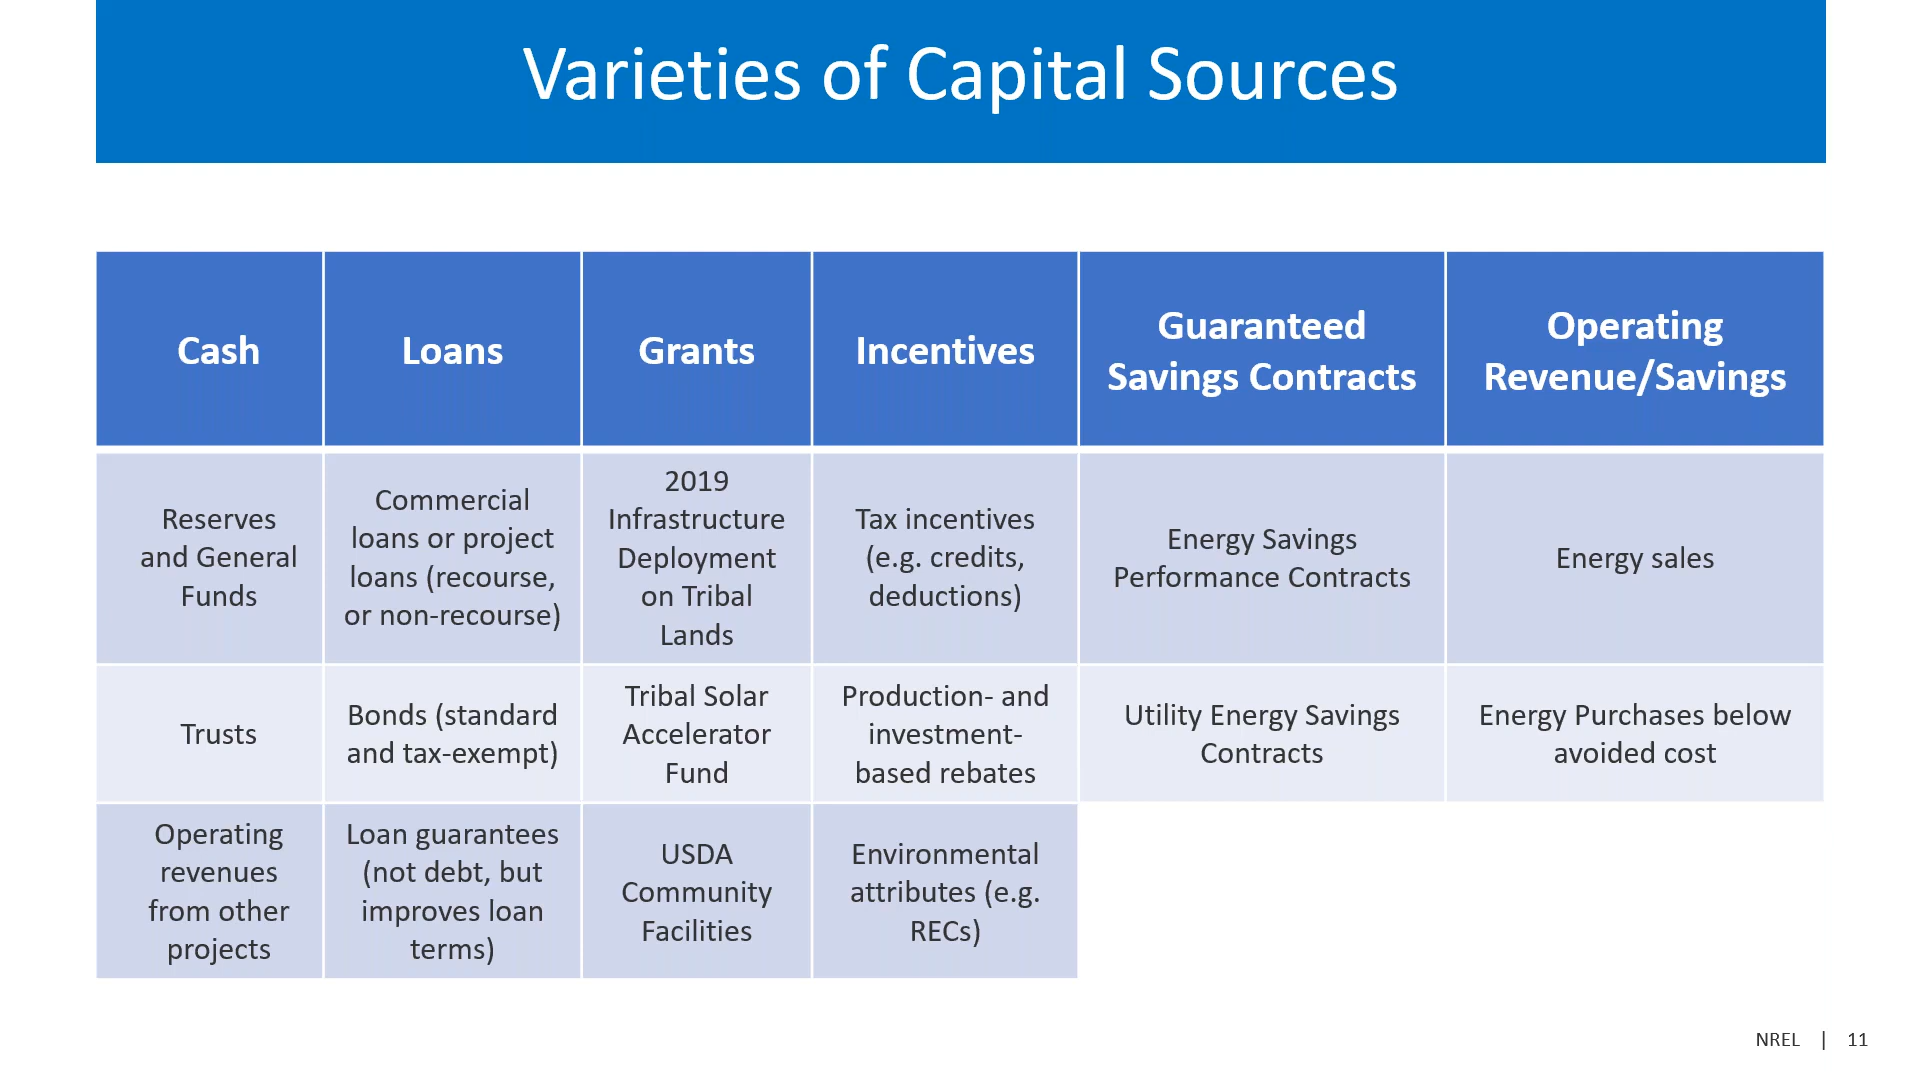 Varieties of Capital Sources
Cash
Loans
Grants
Incentives
Guaranteed
Savings Contracts
Operating
Revenue/Savings
Reserves
and General
Funds
Commercial
loans or project
loans (recourse,
or non-recourse)
2019
Infrastructure
Deployment
on Tribal
Lands
Tax incentives
(e.g. credits,
deductions)
Energy Savings
Performance Contracts
Energy sales
Trusts
Bonds (standard
and tax-exempt)
Tribal Solar
Accelerator
Fund
Production- and
investment-
based rebates
Utility Energy Savings
Contracts
Energy Purchases below
avoided cost
Operating
revenues
from other
projects
Loan guarantees
(not debt, but
improves loan
terms)
USDA
Community
Facilities
Environmental
attributes (e.g.
RECs)
NREL | 11